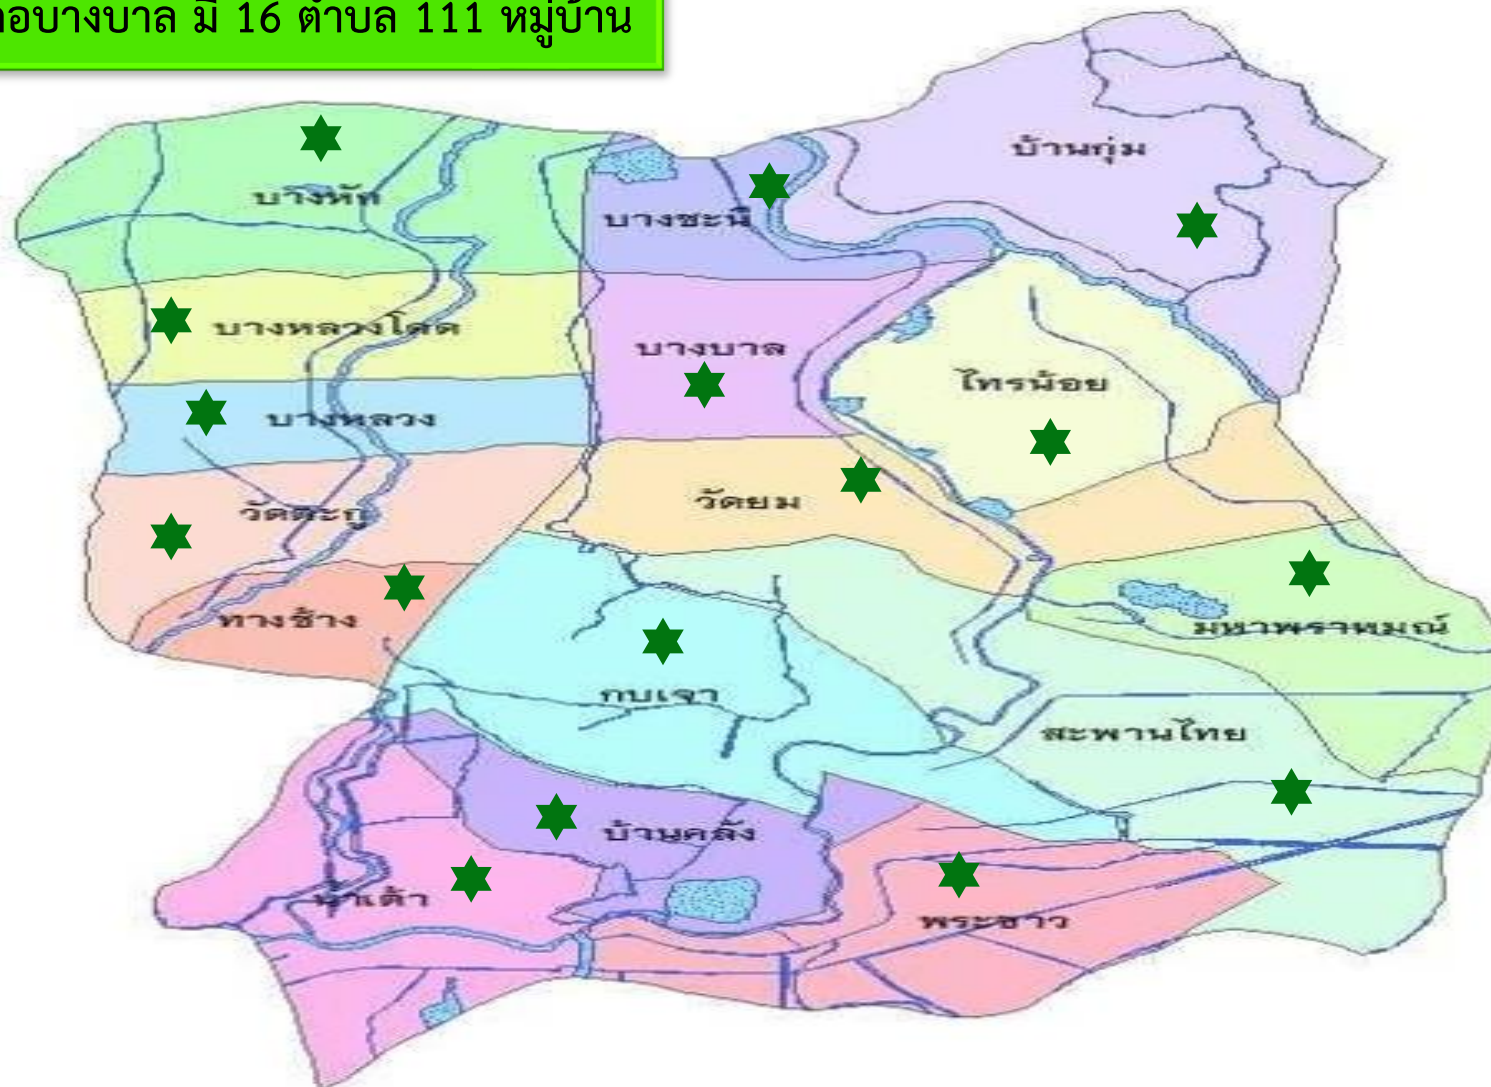 อบางบาล มี 16 ตำบล 111 หมู่บ้าน
บ้านกุ่ม
บางหัก
บางชะนี
บางหลวงโดด
บางบาล
ไทรน้อย
บางหลวง
วัดยม
วัดตะกู
ทางช้าง
มหาพราหมณ์
กบเจา
สะพานไทย
บ้านคลัง
น้ำเต้า
พระขาว